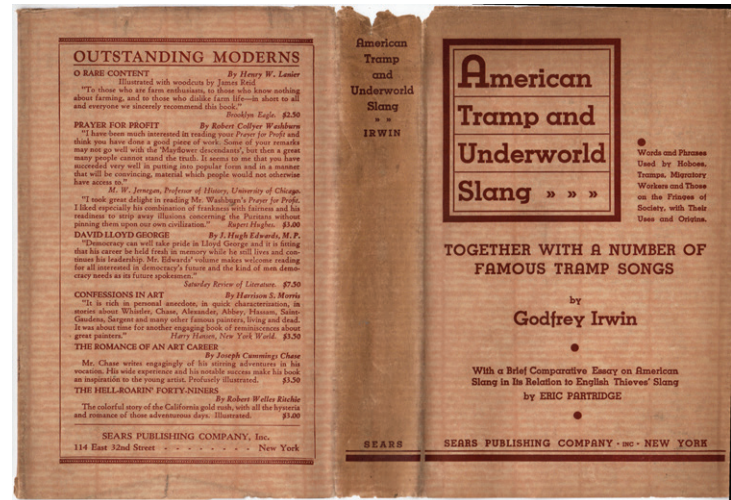 OUTSTANDING MODERNS
O RARE CONTENT By Henry W. Lanier
Illustrated with woodcuts by James Reid
"To those who are farm enthusiasts, to those who know nothing
about farming, and to those who dislike farm life—in short to all
and everyone we sincerely recommend this book."
Brooklyn Eagle. $2.50
PRAYER FOR PROFIT By Robert Collyer Washburn
"I have been much interested in reading your Prayer for Profit and
think you have done a good piece of work. Some of your remarks
may not go well with the 'Mayflower descendants', but then a great
many people cannot stand the truth. It seems to me that you have
succeeded very well in putting into popular form and in a manner
that will be convincing, material which people would not otherwise
have access to."
M. W. Jernegan, Professor of History, University of Chicago.
"I took great delight in reading Mr. Washburn's Prayer for Profit.
I liked especially his combination of frankness with fairness and his
readiness to strip away illusions concerning the Puritans without
pinning them upon our own civilization." Rupert Hughes. $3.00
DAVID LLOYD GEORGE By J. Hugh Edwards, M. P.
"Democracy can well take pride in Lloyd George and it is fitting
that his career be held fresh in memory while he still lives and con-
tinues his leadership. Mr. Edwards' volume makes welcome reading
for all interested in democracy's future and the kind of men demo-
cracy needs as its future spokesmen."
Saturday Review of Literature. $7.50
CONFESSIONS IN ART By Harrison S. Morris
"It is rich in personal anecdote, in quick characterization, in
stories about Whistler, Chase, Alexander, Abbey, Hassam, Saint-
Gaudens, Sargent and many other famous painters, living and dead.
It was about time for another engaging book of reminiscences about
great painters." Harry Hansen, New York World. $3.50
THE ROMANCE OF AN ART CAREER
By Joseph Cummings Chase
Mr. Chase writes engagingly of his stirring adventures in his
vocation. His wide experience and his notable success make his book
an inspiration to the young artist. Profusely illustrated. $3.50
THE HELL-ROARIN' FORTY-NINERS
By Robert Welles Ritchie
The colorful story of the California gold rush, with all the hysteria
and romance of those adventurous days. Illustrated. $3.00
SEARS PUBLISHING COMPANY, Inc.
114 East 32nd Street - - - - - - - - New York
American
Tramp
and
Underworld
Slang
» »
IRWIN
SEARS
American
Tramp and
Underworld
Slang » » »
Words and Phrases
Used by Hoboes,
Tramps, Migratory
Workers and Those
on the Fringes of
Society, with Their
Uses and Origins.
TOGETHER WITH A NUMBER OF
FAMOUS TRAMP SONGS
by
Godfrey Irwin
With a Brief Comparative Essay on American
Slang in Its Relation to English Thieves' Slang
by ERIC PARTRIDGE
SEARS PUBLISHING COMPANY · INC · NEW YORK